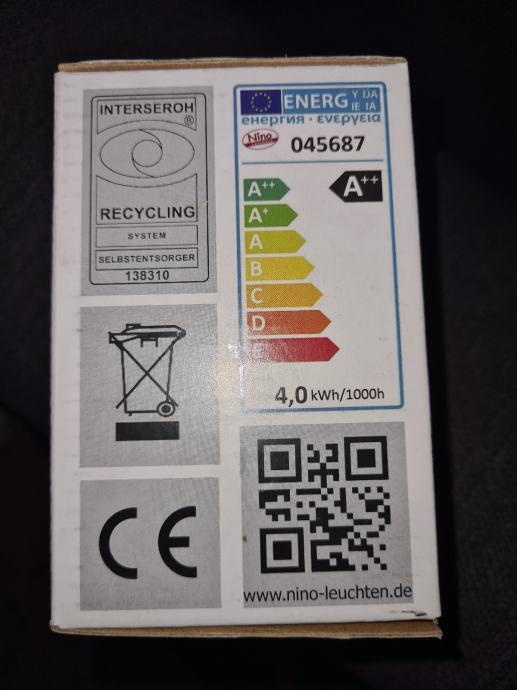 INTERSEROH
®
RECYCLING
SYSTEM
SELBSTENTSORGER
138310
ENERG Y IJA
IE IA
енергия · ενεργεια
Nino
045687
A++
A++
A+
A
B
C
D
E
4,0 kWh/1000h
CE
www.nino-leuchten.de